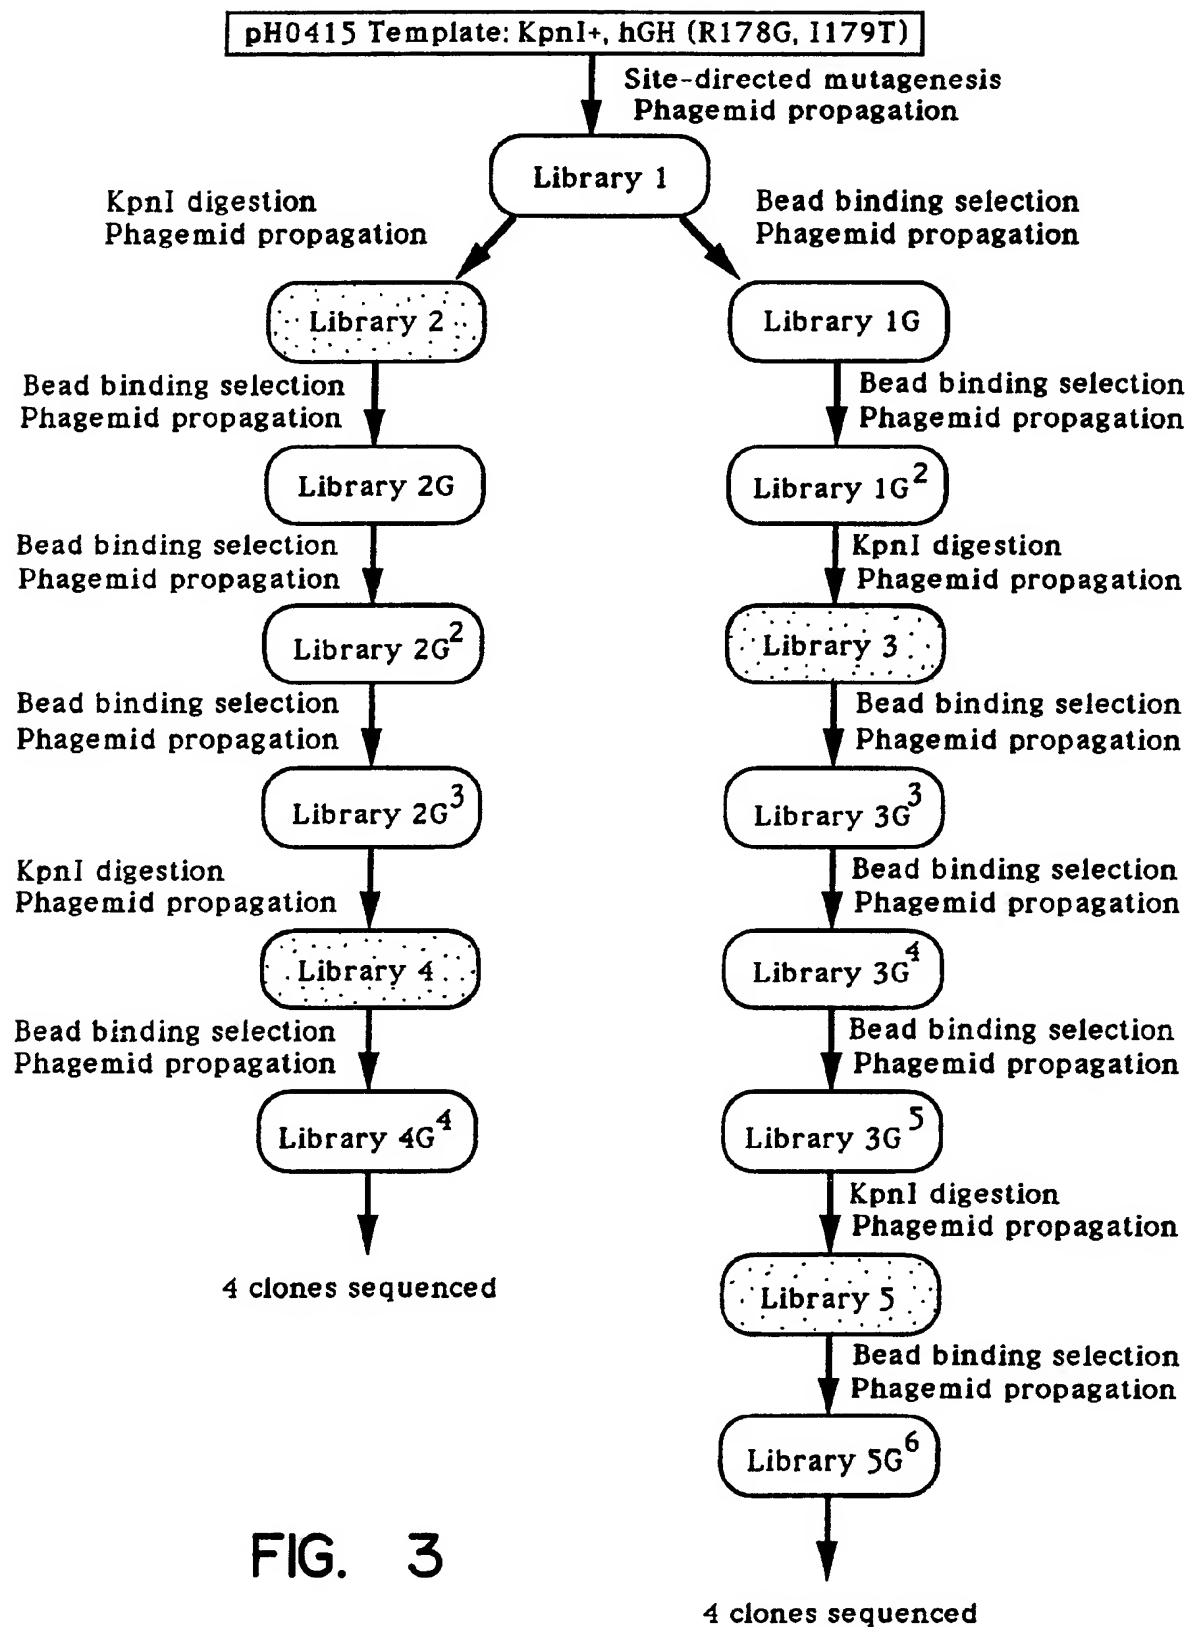 pH0415 Template: KpnI+, hGH (R178G, I179T)
Site-directed mutagenesis
Phagemid propagation
Library 1
KpnI digestion
Phagemid propagation
Bead binding selection
Phagemid propagation
Library 2
Library 1G
Bead binding selection
Phagemid propagation
Bead binding selection
Phagemid propagation
Library 2G
Library 1G²
Bead binding selection
Phagemid propagation
KpnI digestion
Phagemid propagation
Library 2G²
Library 3
Bead binding selection
Phagemid propagation
Bead binding selection
Phagemid propagation
Library 2G³
Library 3G³
KpnI digestion
Phagemid propagation
Bead binding selection
Phagemid propagation
Library 4
Library 3G⁴
Bead binding selection
Phagemid propagation
Bead binding selection
Phagemid propagation
Library 4G⁴
Library 3G⁵
KpnI digestion
Phagemid propagation
4 clones sequenced
Library 5
Bead binding selection
Phagemid propagation
Library 5G⁶
FIG. 3
4 clones sequenced